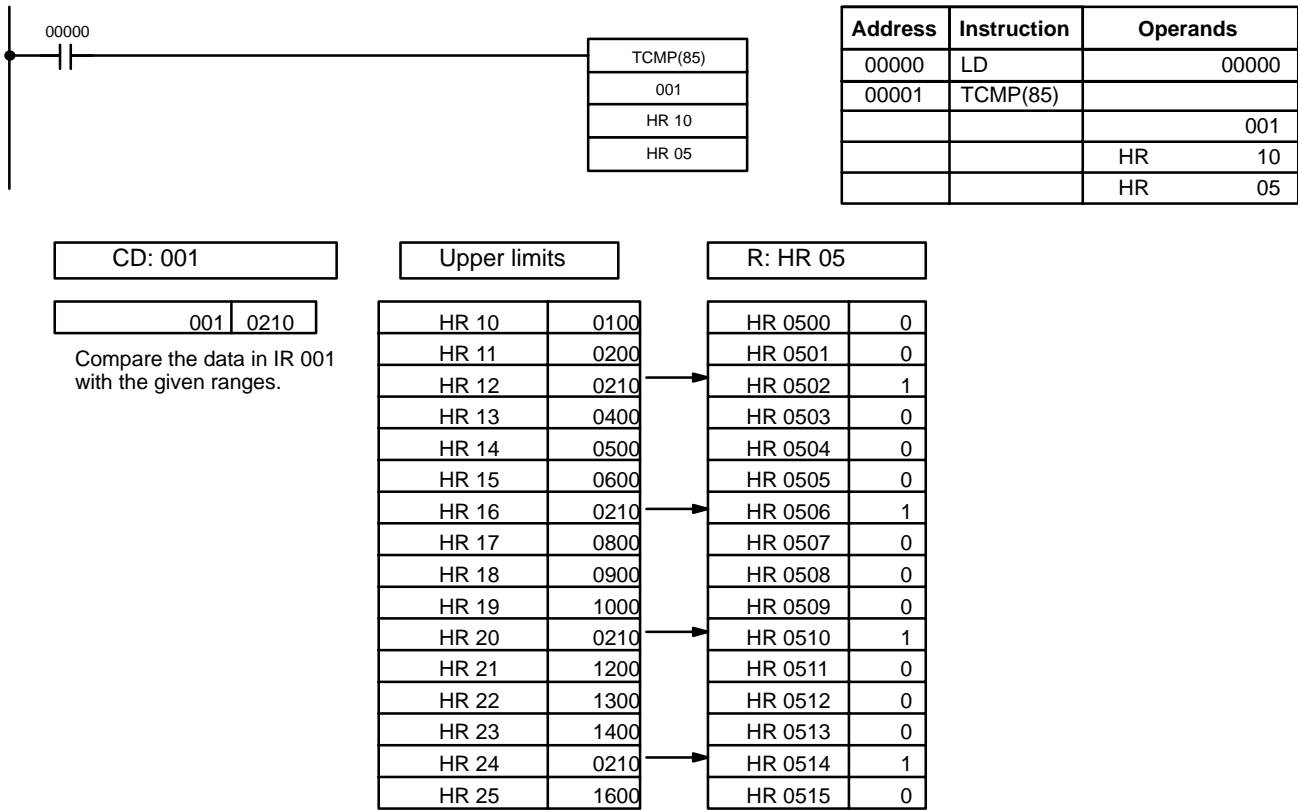 00000
TCMP(85)
001
HR 10
HR 05
Address Instruction Operands
00000 LD 00000
00001 TCMP(85)
001
HR 10
HR 05
CD: 001
001 0210
Compare the data in IR 001
with the given ranges.
Upper limits
HR 10 0100
HR 11 0200
HR 12 0210
HR 13 0400
HR 14 0500
HR 15 0600
HR 16 0210
HR 17 0800
HR 18 0900
HR 19 1000
HR 20 0210
HR 21 1200
HR 22 1300
HR 23 1400
HR 24 0210
HR 25 1600
R: HR 05
HR 0500 0
HR 0501 0
HR 0502 1
HR 0503 0
HR 0504 0
HR 0505 0
HR 0506 1
HR 0507 0
HR 0508 0
HR 0509 0
HR 0510 1
HR 0511 0
HR 0512 0
HR 0513 0
HR 0514 1
HR 0515 0